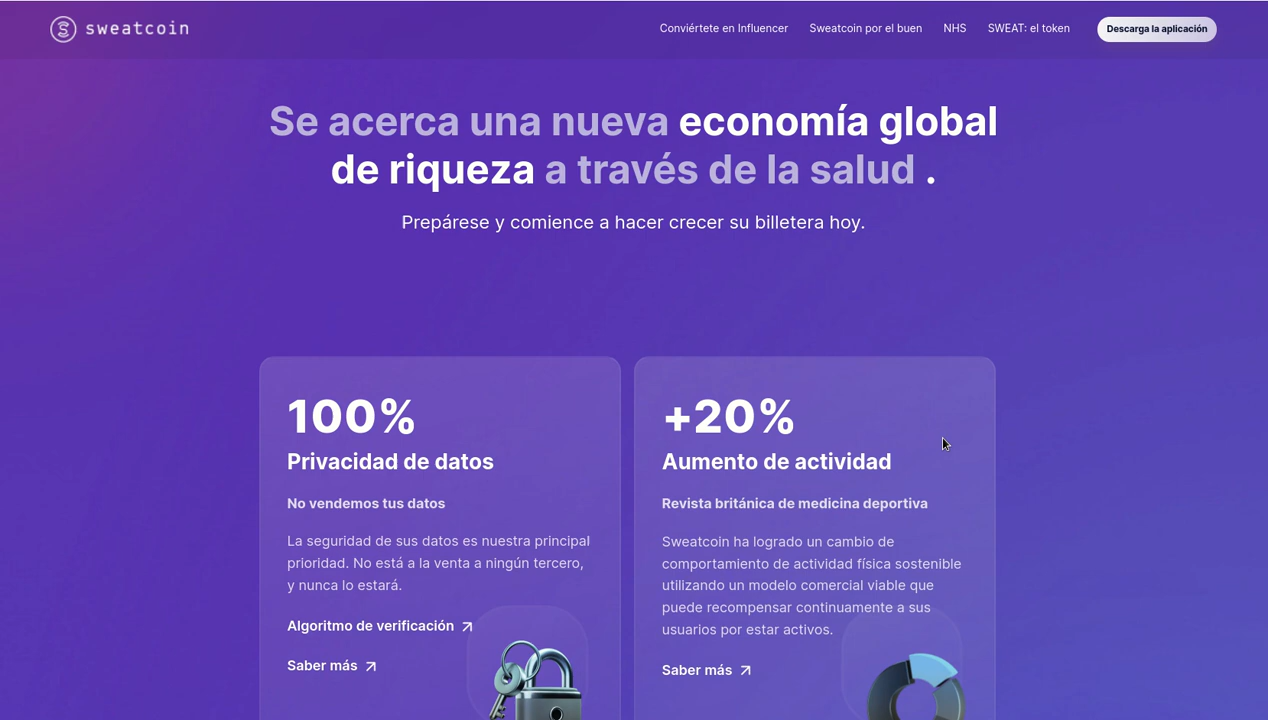 sweatcoin
Conviértete en Influencer
Sweatcoin por el buen
NHS
SWEAT: el token
Descarga la aplicación
Se acerca una nueva economía global
de riqueza a través de la salud .
Prepárese y comience a hacer crecer su billetera hoy.
100%
Privacidad de datos
No vendemos tus datos
La seguridad de sus datos es nuestra principal
prioridad. No está a la venta a ningún tercero,
y nunca lo estará.
Algoritmo de verificación
Saber más
+20%
Aumento de actividad
Revista británica de medicina deportiva
Sweatcoin ha logrado un cambio de
comportamiento de actividad física sostenible
utilizando un modelo comercial viable que
puede recompensar continuamente a sus
usuarios por estar activos.
Saber más